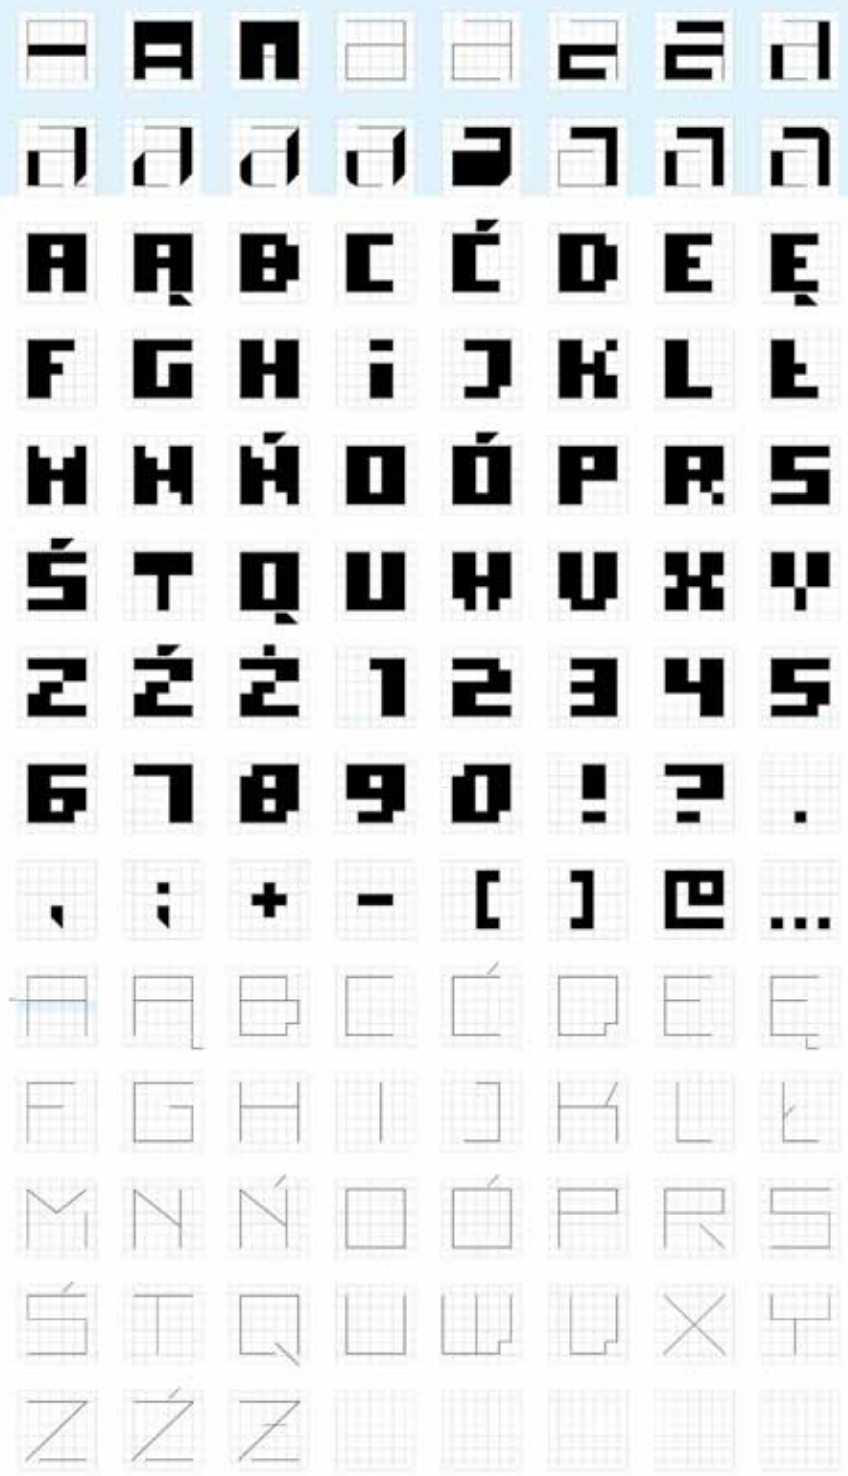 A Ą B C Ć D E Ę
F G H i J K L Ł
M N Ń O Ó P R S
Ś T Q U W V X Y
Z Ź Ż 1 2 3 4 5
6 7 8 9 0 ! ? .
, ; + - [ ] @ ...
A Ą B C Ć D E Ę
F G H I J K L Ł
M N Ń O Ó P R S
Ś T Q U W V X Y
Z Ź Ƶ